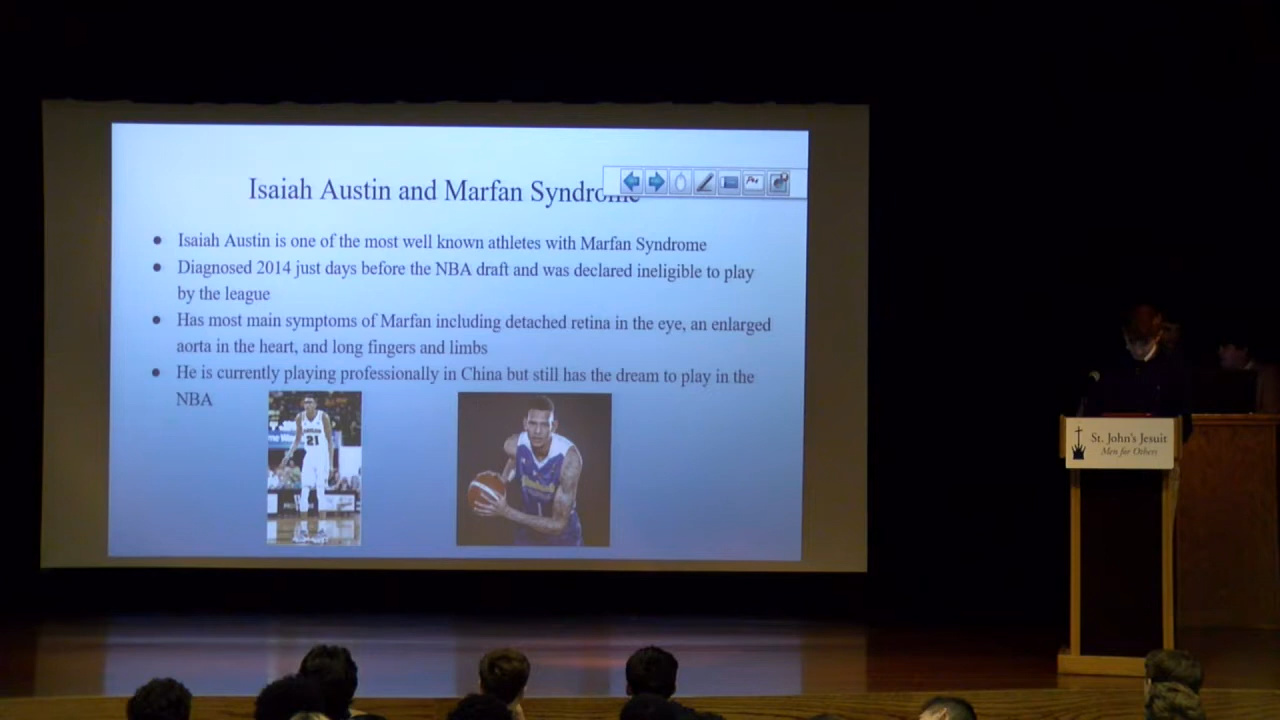 Isaiah Austin and Marfan Syndrome
Isaiah Austin is one of the most well known athletes with Marfan Syndrome
Diagnosed 2014 just days before the NBA draft and was declared ineligible to play
by the league
Has most main symptoms of Marfan including detached retina in the eye, an enlarged
aorta in the heart, and long fingers and limbs
He is currently playing professionally in China but still has the dream to play in the
NBA
21
St. John's Jesuit
Men for Others